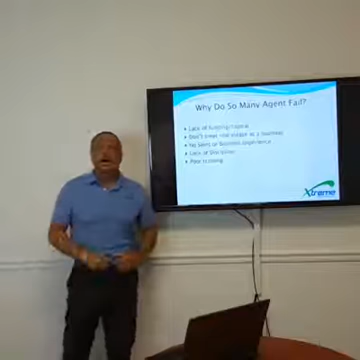 Why Do So Many Agent Fail?
Lack of funding/capital
Don't treat real estate as a business
No sales or business experience
Lack of discipline
Poor training
Xtreme